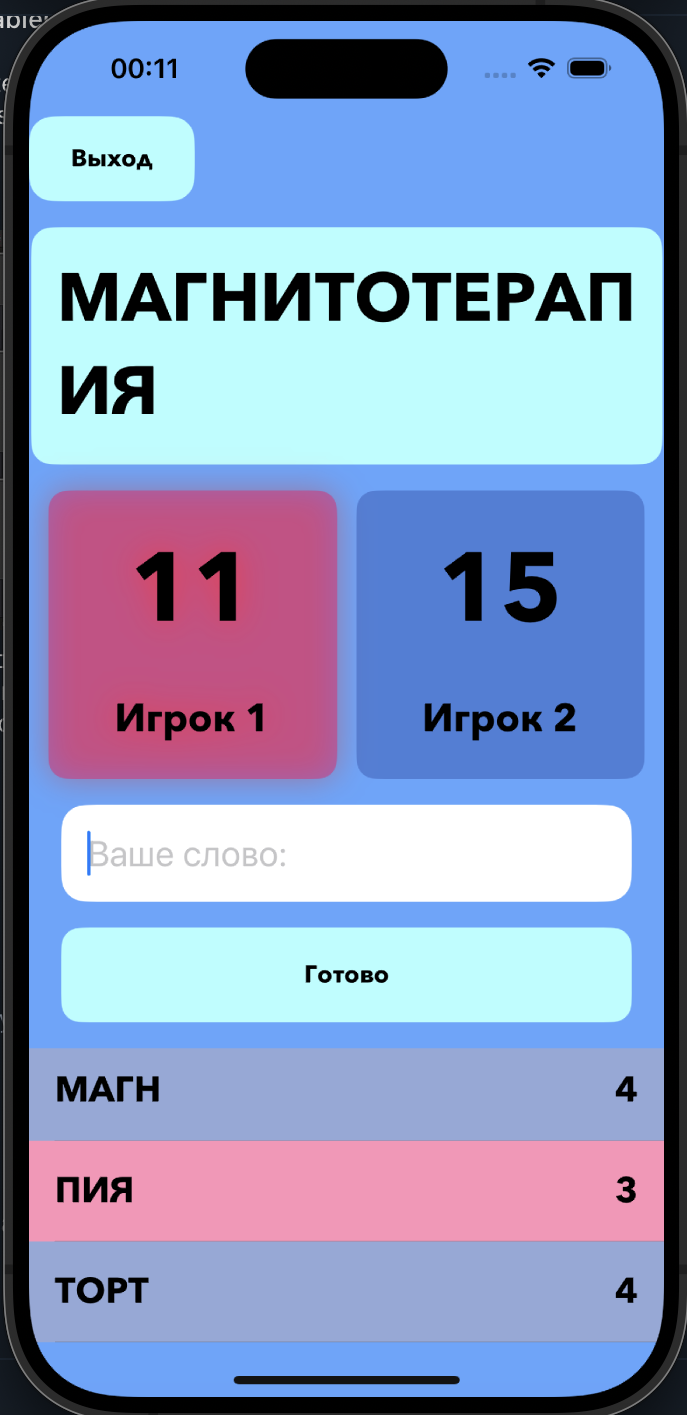 00:11
Выход
МАГНИТОТЕРАП
ИЯ
11
15
Игрок 1
Игрок 2
Ваше слово:
Готово
МАГН 4
ПИЯ 3
ТОРТ 4